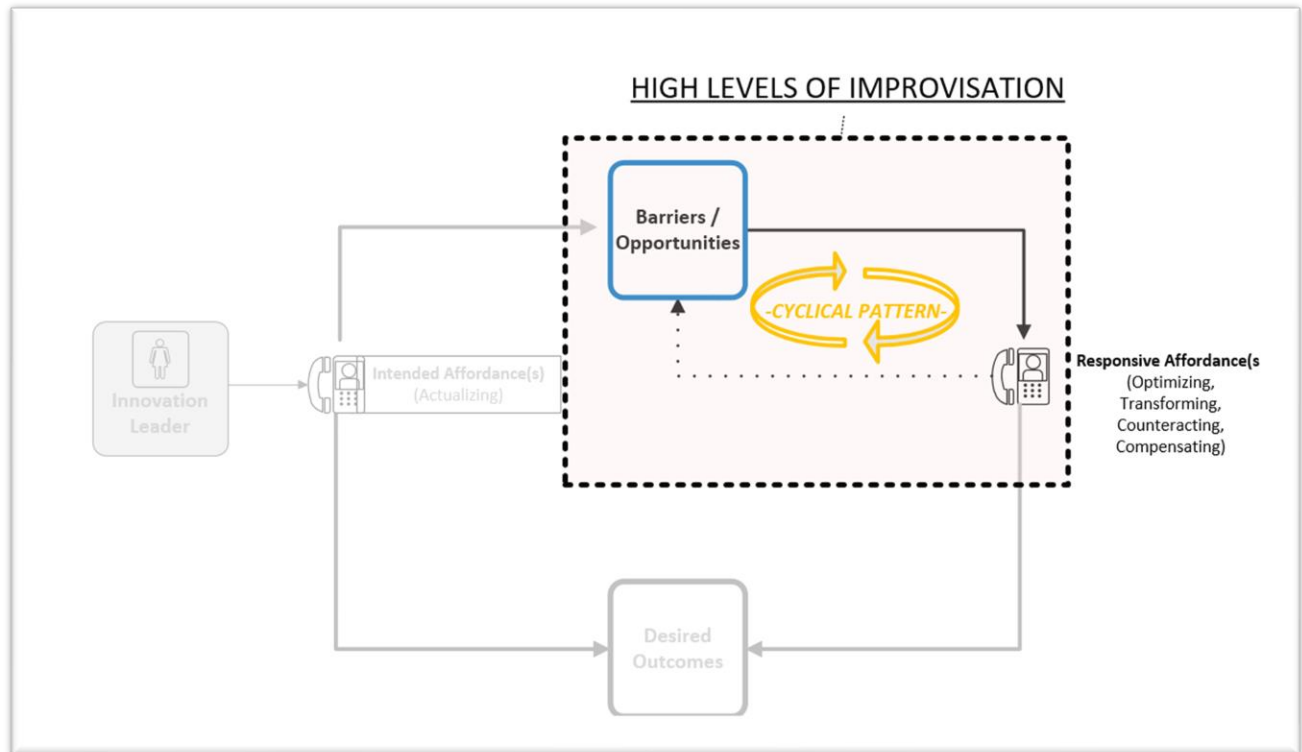 HIGH LEVELS OF IMPROVISATION
Barriers /
Opportunities
-CYCLICAL PATTERN-
Innovation
Leader
Intended Affordance(s)
(Actualizing)
Responsive Affordance(s
(Optimizing,
Transforming,
Counteracting,
Compensating)
Desired
Outcomes